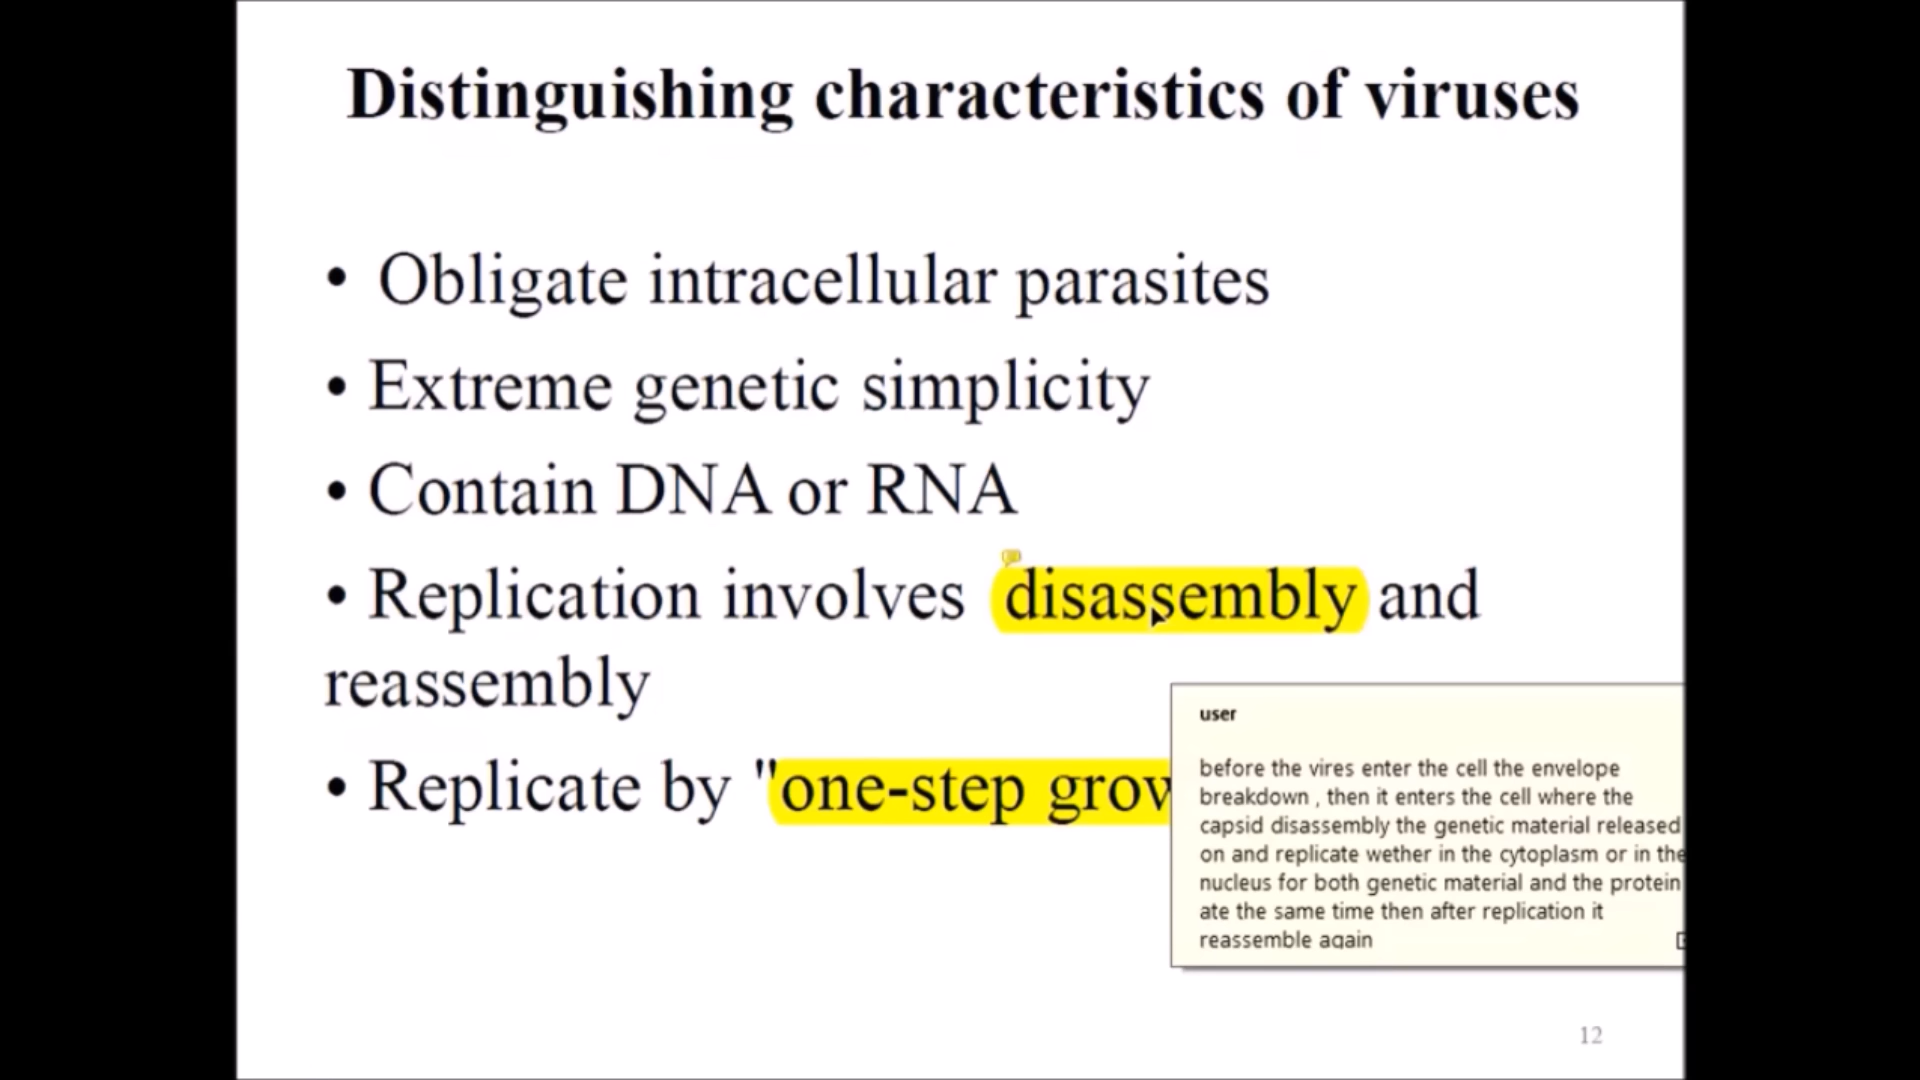 Distinguishing characteristics of viruses
• Obligate intracellular parasites
• Extreme genetic simplicity
• Contain DNA or RNA
• Replication involves disassembly and
reassembly
• Replicate by "one-step
user
before the vires enter the cell the envelope
breakdown , then it enters the cell where the
capsid disassembly the genetic material released
on and replicate wether in the cytoplasm or in the
nucleus for both genetic material and the protein
ate the same time then after replication it
reassemble again
12